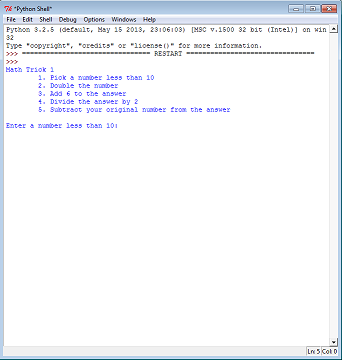 *Python Shell*
File Edit Shell Debug Options Windows Help
Python 3.2.5 (default, May 15 2013, 23:06:03) [MSC v.1500 32 bit (Intel)] on win
32
Type "copyright", "credits" or "license()" for more information.
>>> ================================ RESTART ================================
>>>
Math Trick 1
1. Pick a number less than 10
2. Double the number
3. Add 6 to the answer
4. Divide the answer by 2
5. Subtract your original number from the answer
Enter a number less than 10:
Ln: 5 Col: 0